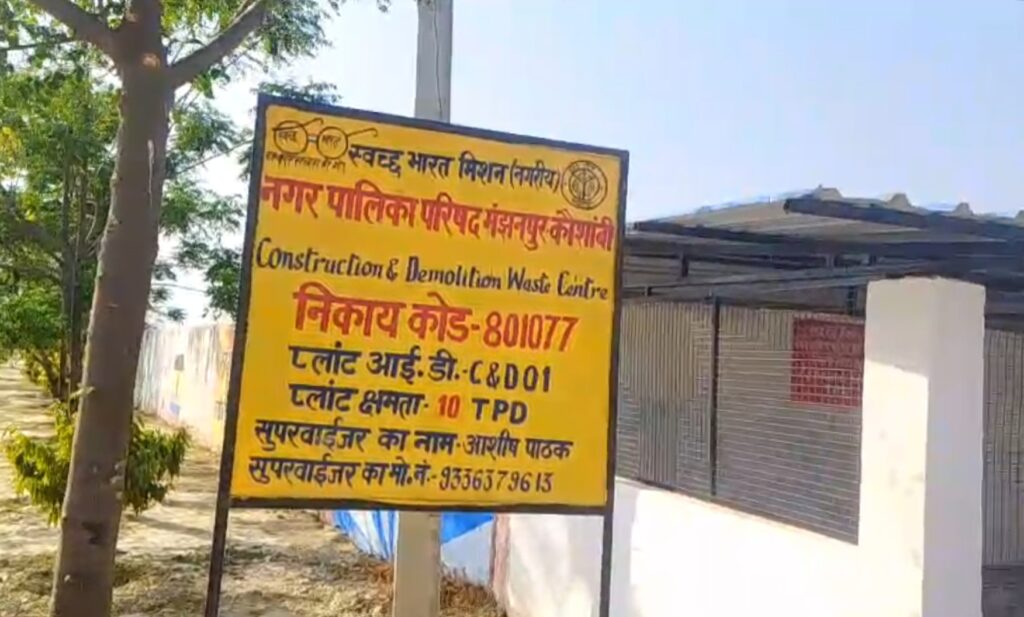 स्वच्छ भारत मिशन (नगरीय)
नगर पालिका परिषद मंझनपुर-कौशांबी
Construction & Demolition Waste Centre
निकाय कोड-801077
प्लांट आई.डी.-C&D01
प्लांट क्षमता-10 TPD
सुपरवाईजर का नाम-आशीष पाठक
सुपरवाईजर का मो.नं:-9336379613